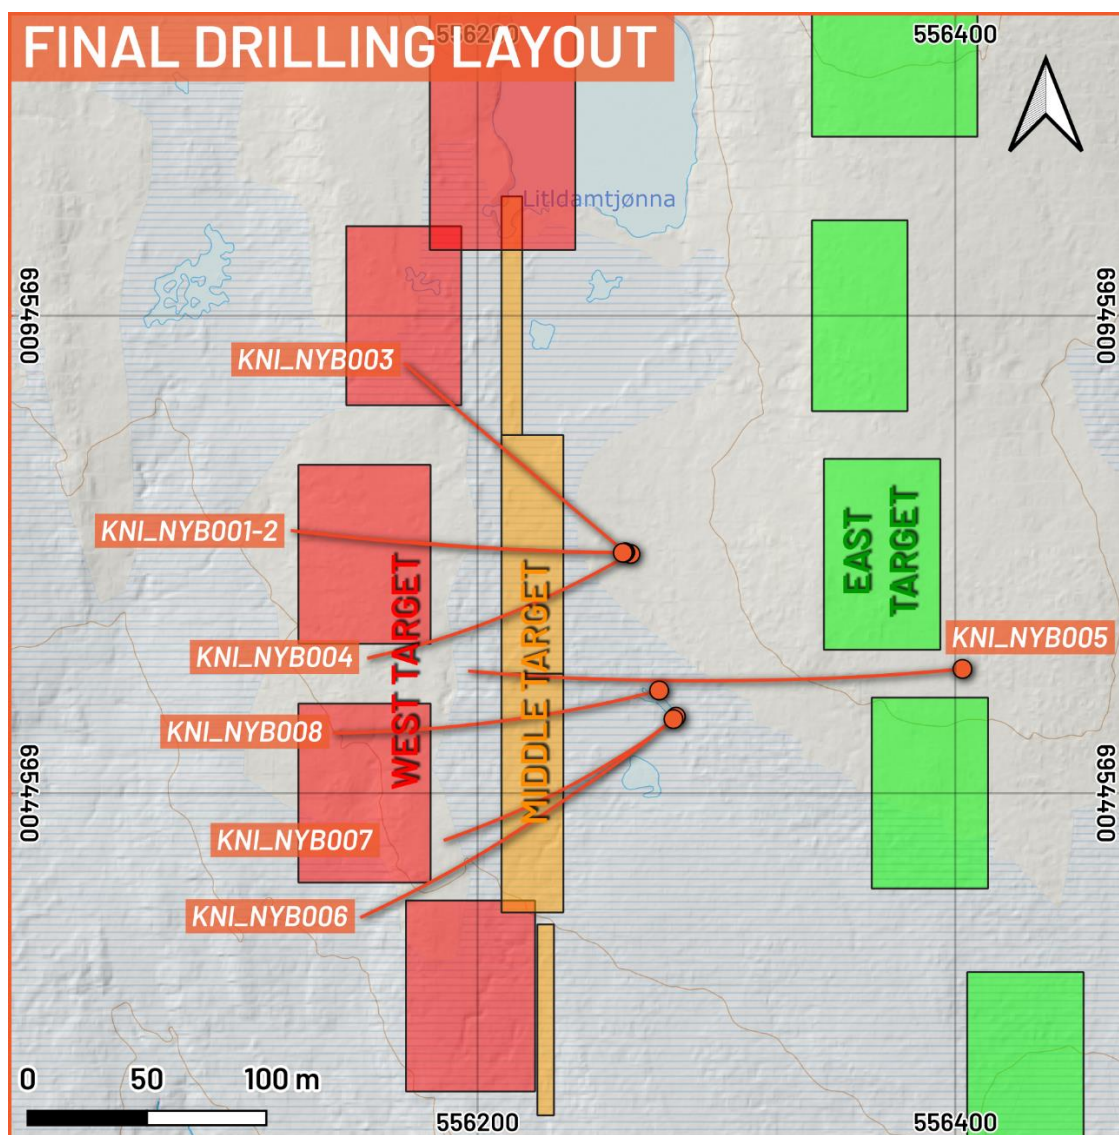 FINAL DRILLING LAYOUT
556200
556400
Litldamtjønna
6954600
6954600
KNI_NYB003
KNI_NYB001-2
WEST TARGET
MIDDLE TARGET
EAST
TARGET
KNI_NYB004
KNI_NYB005
KNI_NYB008
6954400
6954400
KNI_NYB007
KNI_NYB006
0 50 100 m
556200
556400